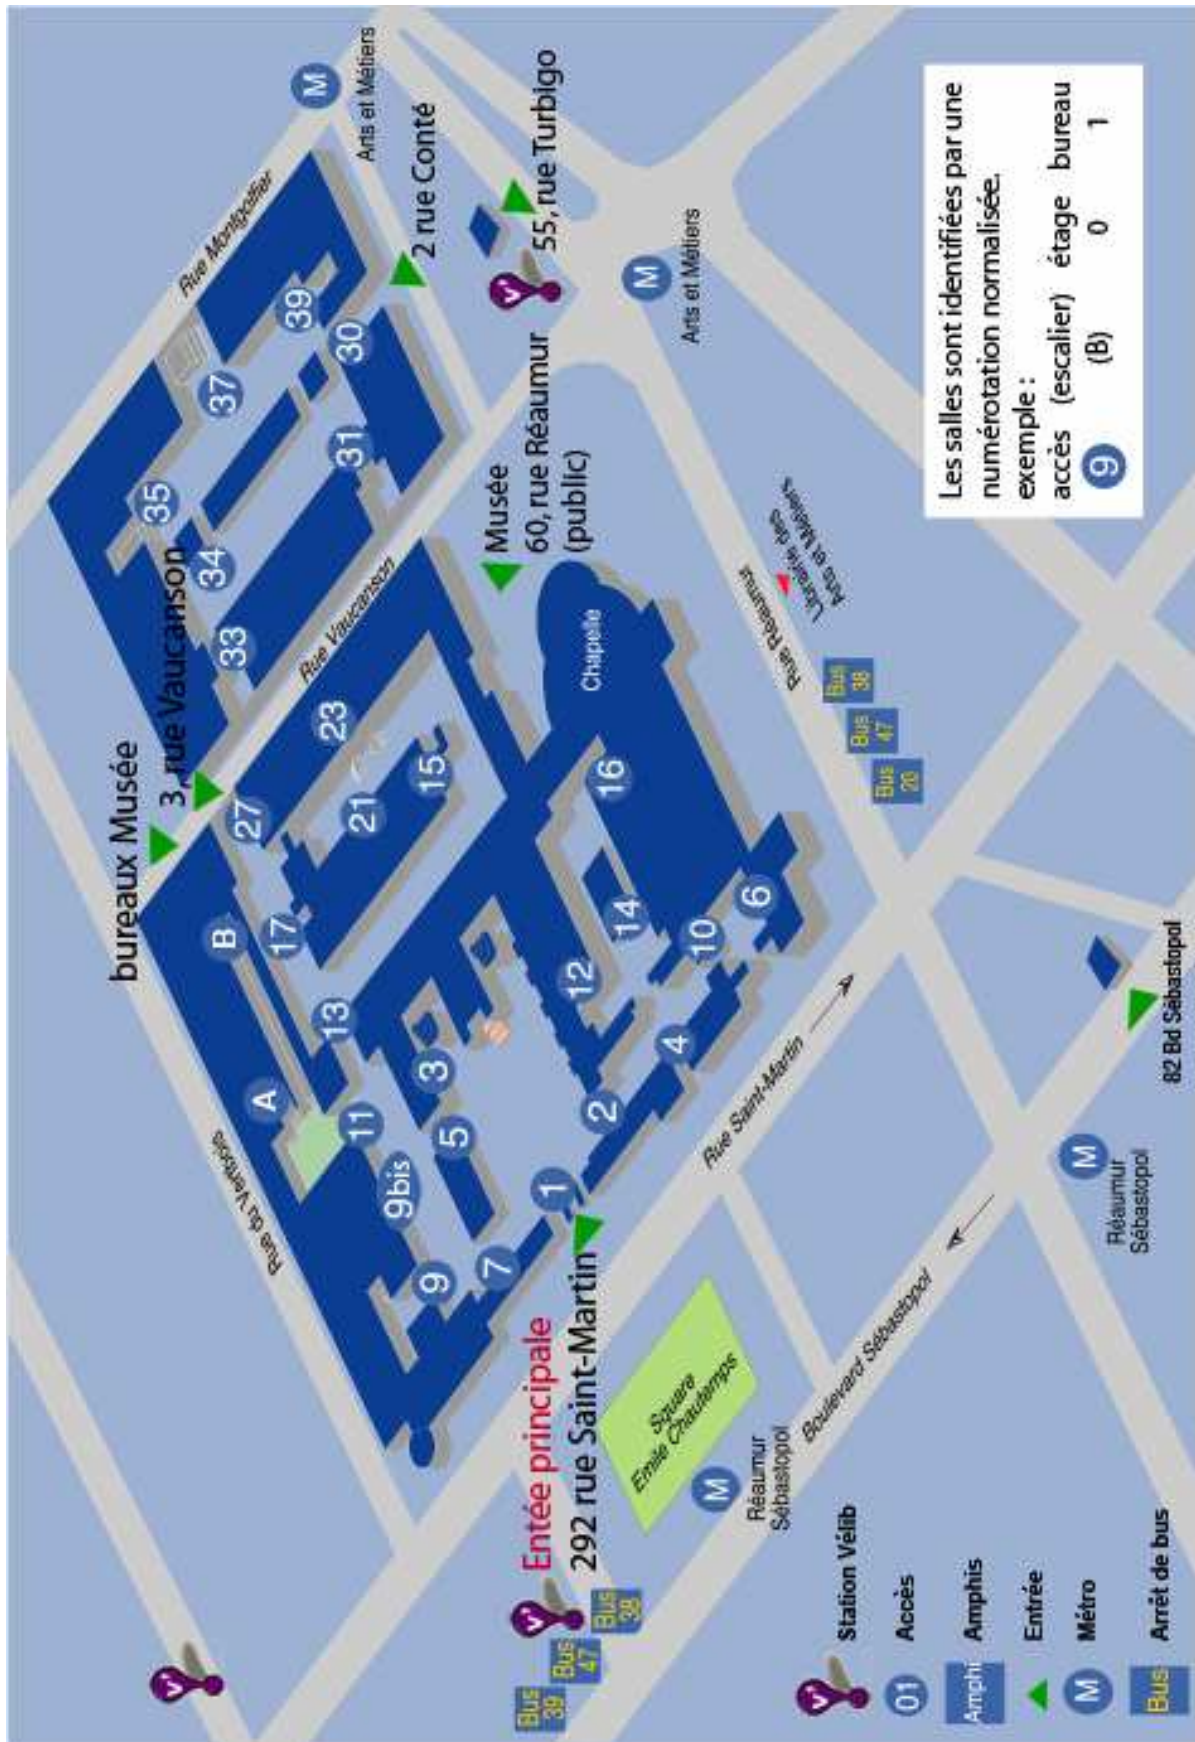 Rue Montgolfier
M
Arts et Métiers
2 rue Conté
55, rue Turbigo
M
Arts et Métiers
bureaux Musée
3, rue Vaucanson
Rue Vaucanson
Musée
60, rue Réaumur
(public)
Rue du Vertbois
35
37
39
34
30
33
31
27
23
21
15
B
17
A
13
11
9bis
9
7
5
3
1
2
4
12
14
16
10
6
Chapelle
Rue Réaumur
Librairie des
Arts et Métiers
Bus
20
Bus
47
Bus
38
Entée principale
292 rue Saint-Martin
Rue Saint-Martin
Bus
39
Bus
47
Bus
38
Square
Emile Chautemps
M
Réaumur
Sébastopol
Boulevard Sébastopol
M
Réaumur
Sébastopol
82 Bd Sébastopol
Les salles sont identifiées par une
numérotation normalisée.
exemple :
accès (escalier) étage bureau
9 (B) 0 1
Station Vélib
01 Accès
Amphi Amphis
Entrée
M Métro
Bus Arrêt de bus